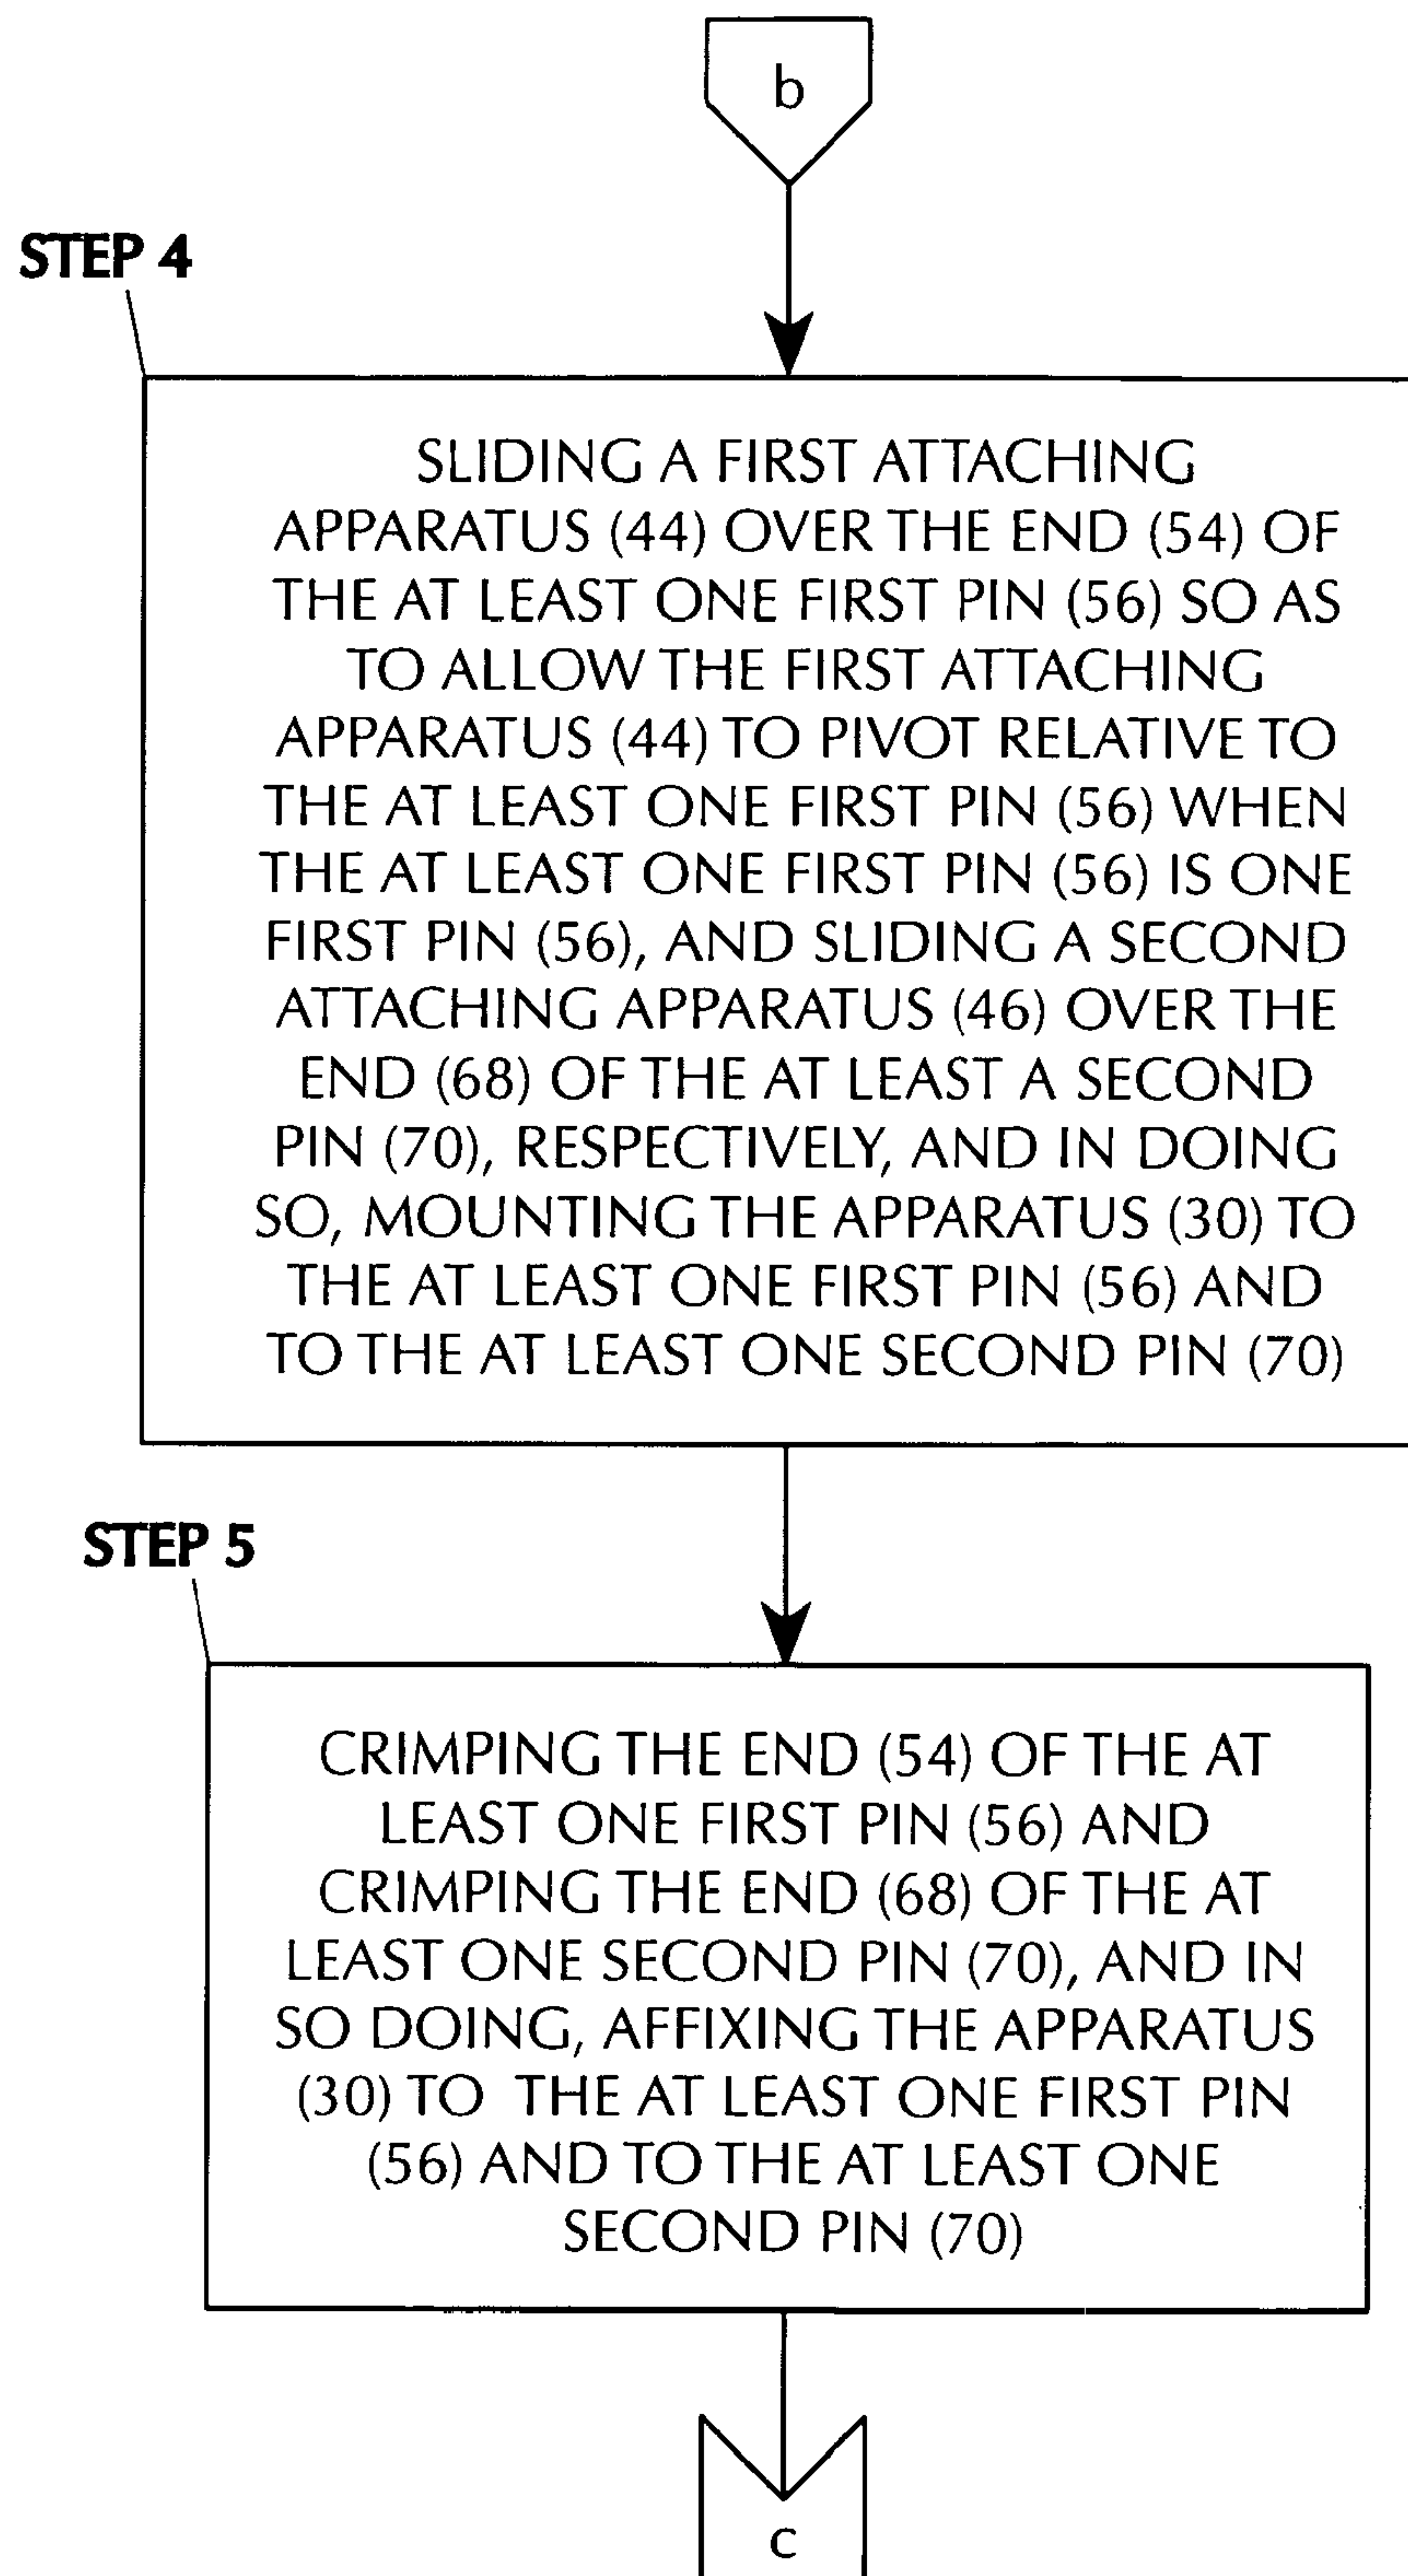 b
STEP 4
SLIDING A FIRST ATTACHING
APPARATUS (44) OVER THE END (54) OF
THE AT LEAST ONE FIRST PIN (56) SO AS
TO ALLOW THE FIRST ATTACHING
APPARATUS (44) TO PIVOT RELATIVE TO
THE AT LEAST ONE FIRST PIN (56) WHEN
THE AT LEAST ONE FIRST PIN (56) IS ONE
FIRST PIN (56), AND SLIDING A SECOND
ATTACHING APPARATUS (46) OVER THE
END (68) OF THE AT LEAST A SECOND
PIN (70), RESPECTIVELY, AND IN DOING
SO, MOUNTING THE APPARATUS (30) TO
THE AT LEAST ONE FIRST PIN (56) AND
TO THE AT LEAST ONE SECOND PIN (70)
STEP 5
CRIMPING THE END (54) OF THE AT
LEAST ONE FIRST PIN (56) AND
CRIMPING THE END (68) OF THE AT
LEAST ONE SECOND PIN (70), AND IN
SO DOING, AFFIXING THE APPARATUS
(30) TO THE AT LEAST ONE FIRST PIN
(56) AND TO THE AT LEAST ONE
SECOND PIN (70)
c